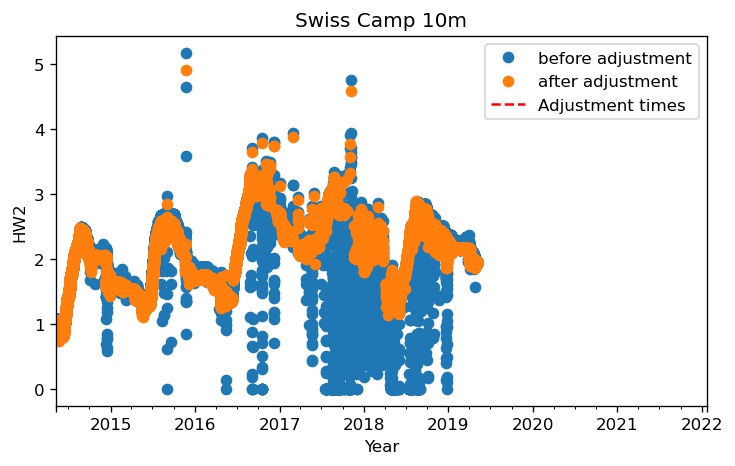 Swiss Camp 10m
before adjustment
after adjustment
Adjustment times
HW2
5
4
3
2
1
0
2015 2016 2017 2018 2019 2020 2021 2022
Year